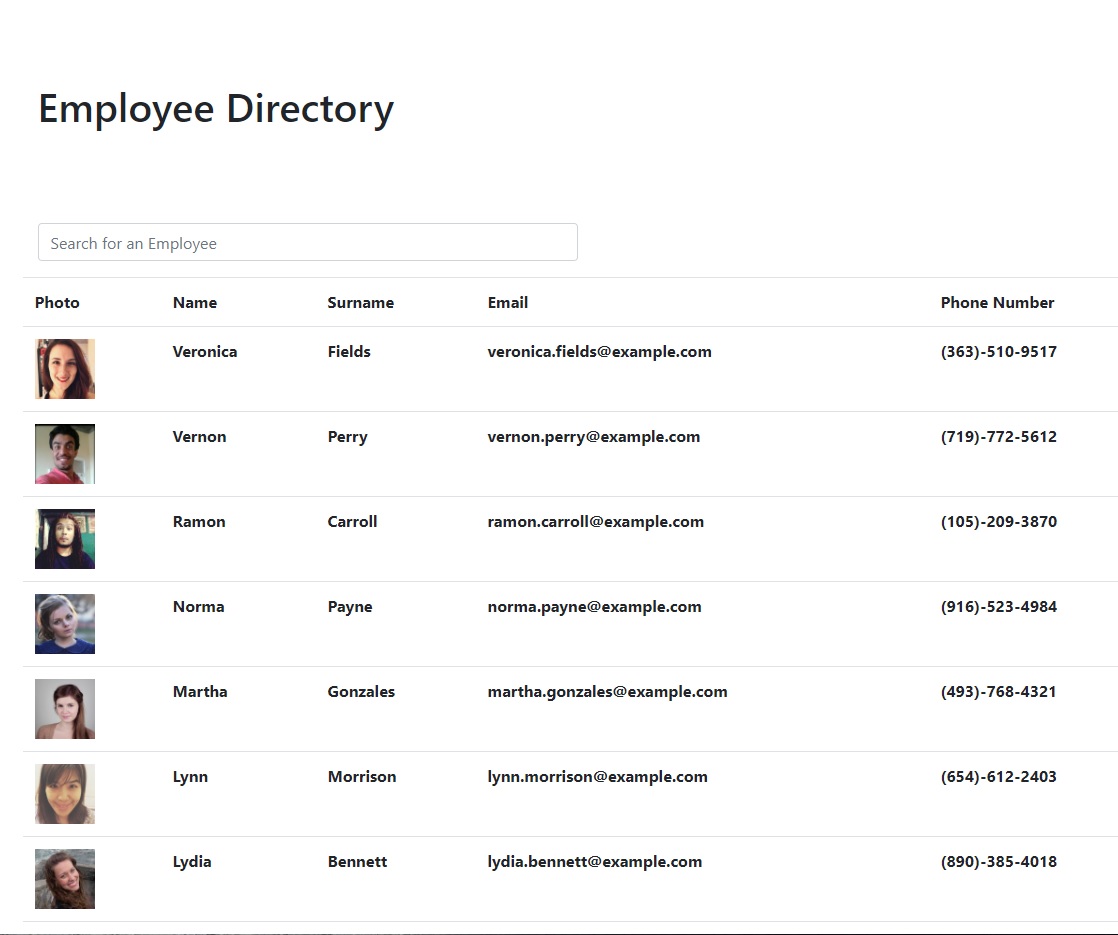 Employee Directory
Search for an Employee
Photo Name Surname Email Phone Number
Veronica Fields veronica.fields@example.com (363)-510-9517
Vernon Perry vernon.perry@example.com (719)-772-5612
Ramon Carroll ramon.carroll@example.com (105)-209-3870
Norma Payne norma.payne@example.com (916)-523-4984
Martha Gonzales martha.gonzales@example.com (493)-768-4321
Lynn Morrison lynn.morrison@example.com (654)-612-2403
Lydia Bennett lydia.bennett@example.com (890)-385-4018